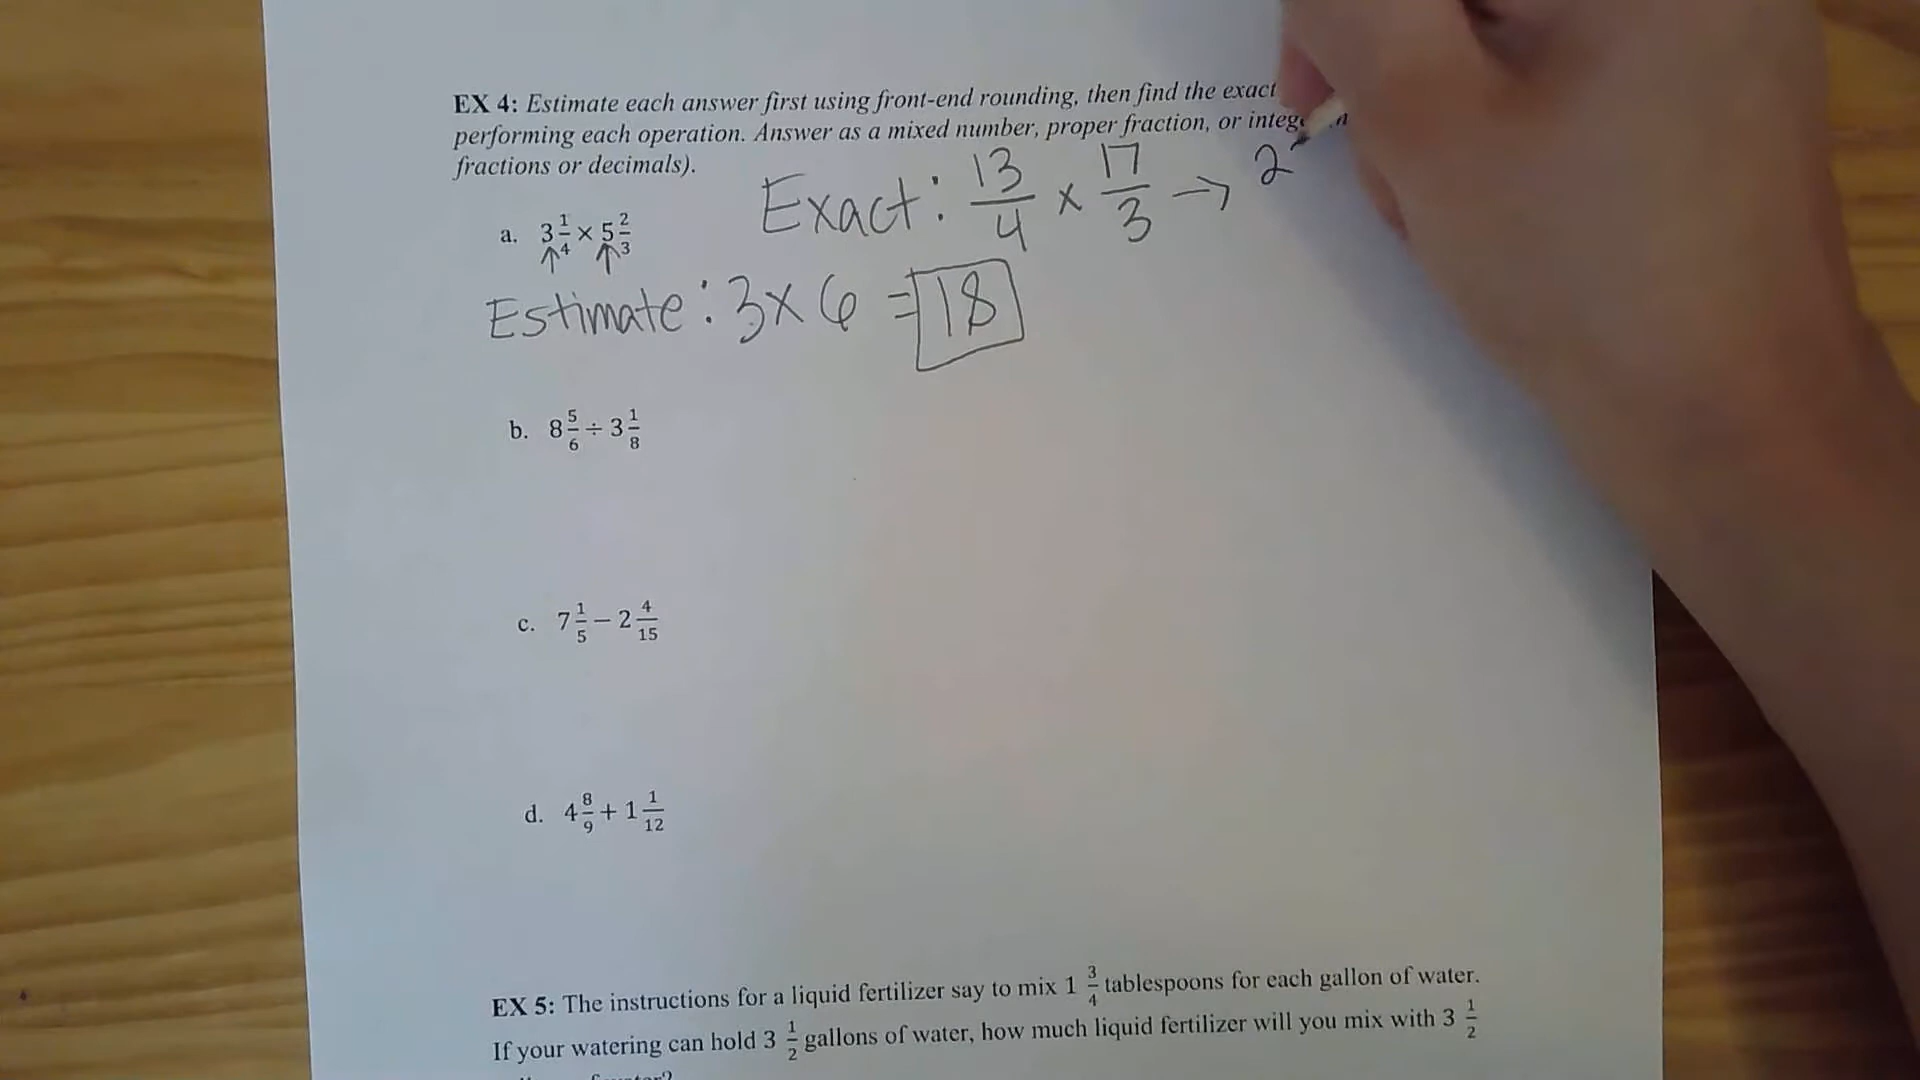 EX 4: Estimate each answer first using front-end rounding, then find the exact
performing each operation. Answer as a mixed number, proper fraction, or
fractions or decimals).
Exact: 13/4 x 17/3 → 2
a. 3 1/4 × 5 2/3
↑ ↑
Estimate: 3 x 6 = 18
b. 8 5/6 ÷ 3 1/8
c. 7 1/5 − 2 4/15
d. 4 8/9 + 1 1/12
EX 5: The instructions for a liquid fertilizer say to mix 1 3/4 tablespoons for each gallon of water.
If your watering can hold 3 1/2 gallons of water, how much liquid fertilizer will you mix with 3 1/2